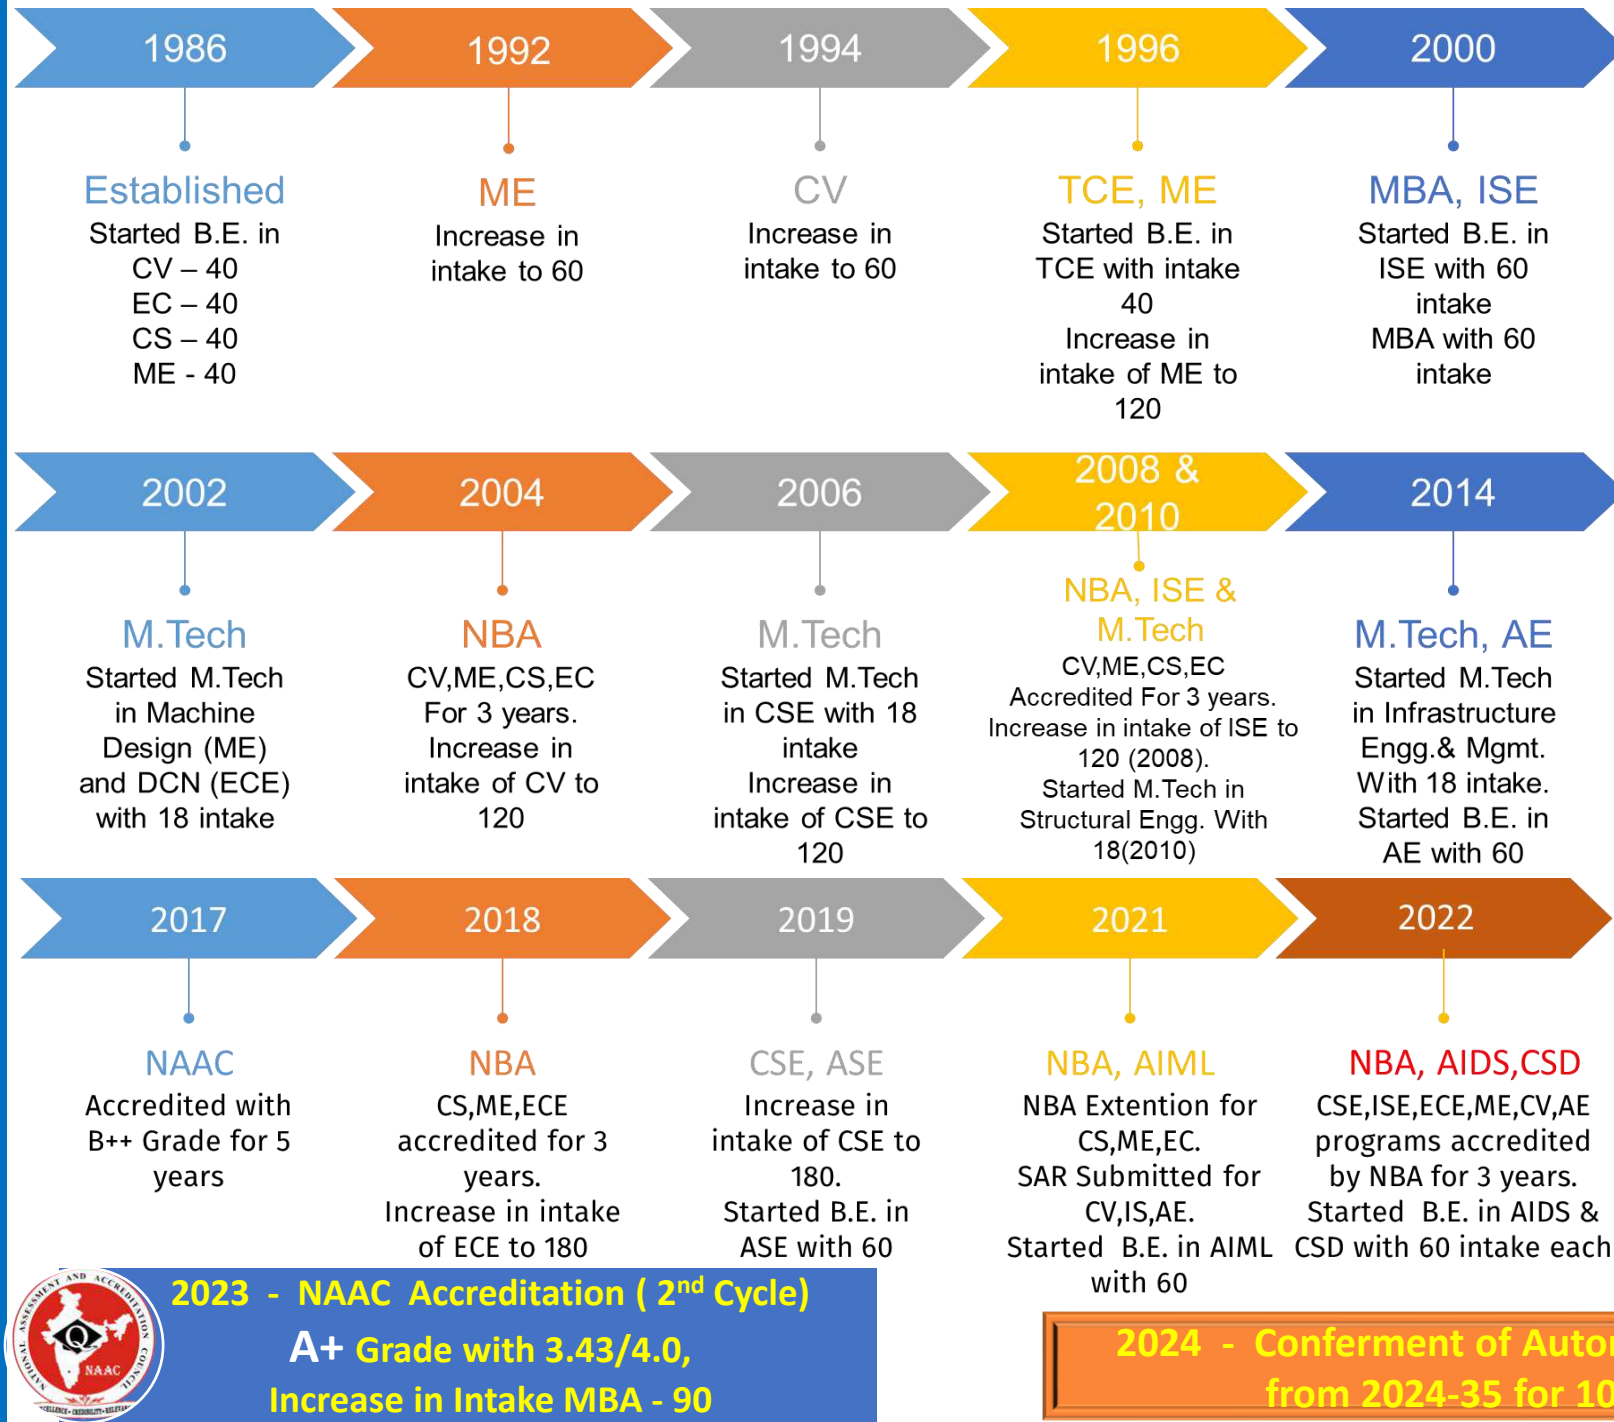 1986
1992
1994
1996
2000
Established
Started B.E. in
CV – 40
EC – 40
CS – 40
ME - 40
ME
Increase in
intake to 60
CV
Increase in
intake to 60
TCE, ME
Started B.E. in
TCE with intake
40
Increase in
intake of ME to
120
MBA, ISE
Started B.E. in
ISE with 60
intake
MBA with 60
intake
2002
2004
2006
2008 &
2010
2014
M.Tech
Started M.Tech
in Machine
Design (ME)
and DCN (ECE)
with 18 intake
NBA
CV,ME,CS,EC
For 3 years.
Increase in
intake of CV to
120
M.Tech
Started M.Tech
in CSE with 18
intake
Increase in
intake of CSE to
120
NBA, ISE &
M.Tech
CV,ME,CS,EC
Accredited For 3 years.
Increase in intake of ISE to
120 (2008).
Started M.Tech in
Structural Engg. With
18(2010)
M.Tech, AE
Started M.Tech
in Infrastructure
Engg.& Mgmt.
With 18 intake.
Started B.E. in
AE with 60
2017
2018
2019
2021
2022
NAAC
Accredited with
B++ Grade for 5
years
NBA
CS,ME,ECE
accredited for 3
years.
Increase in intake
of ECE to 180
CSE, ASE
Increase in
intake of CSE to
180.
Started B.E. in
ASE with 60
NBA, AIML
NBA Extention for
CS,ME,EC.
SAR Submitted for
CV,IS,AE.
Started B.E. in AIML
with 60
NBA, AIDS,CSD
CSE,ISE,ECE,ME,CV,AE
programs accredited
by NBA for 3 years.
Started B.E. in AIDS &
CSD with 60 intake each
NATIONAL ASSESSMENT AND ACCREDITATION COUNCIL
Q
NAAC
2023 - NAAC Accreditation ( 2nd Cycle)
A+ Grade with 3.43/4.0,
Increase in Intake MBA - 90
2024 - Conferment of
from 2024-35 for 10